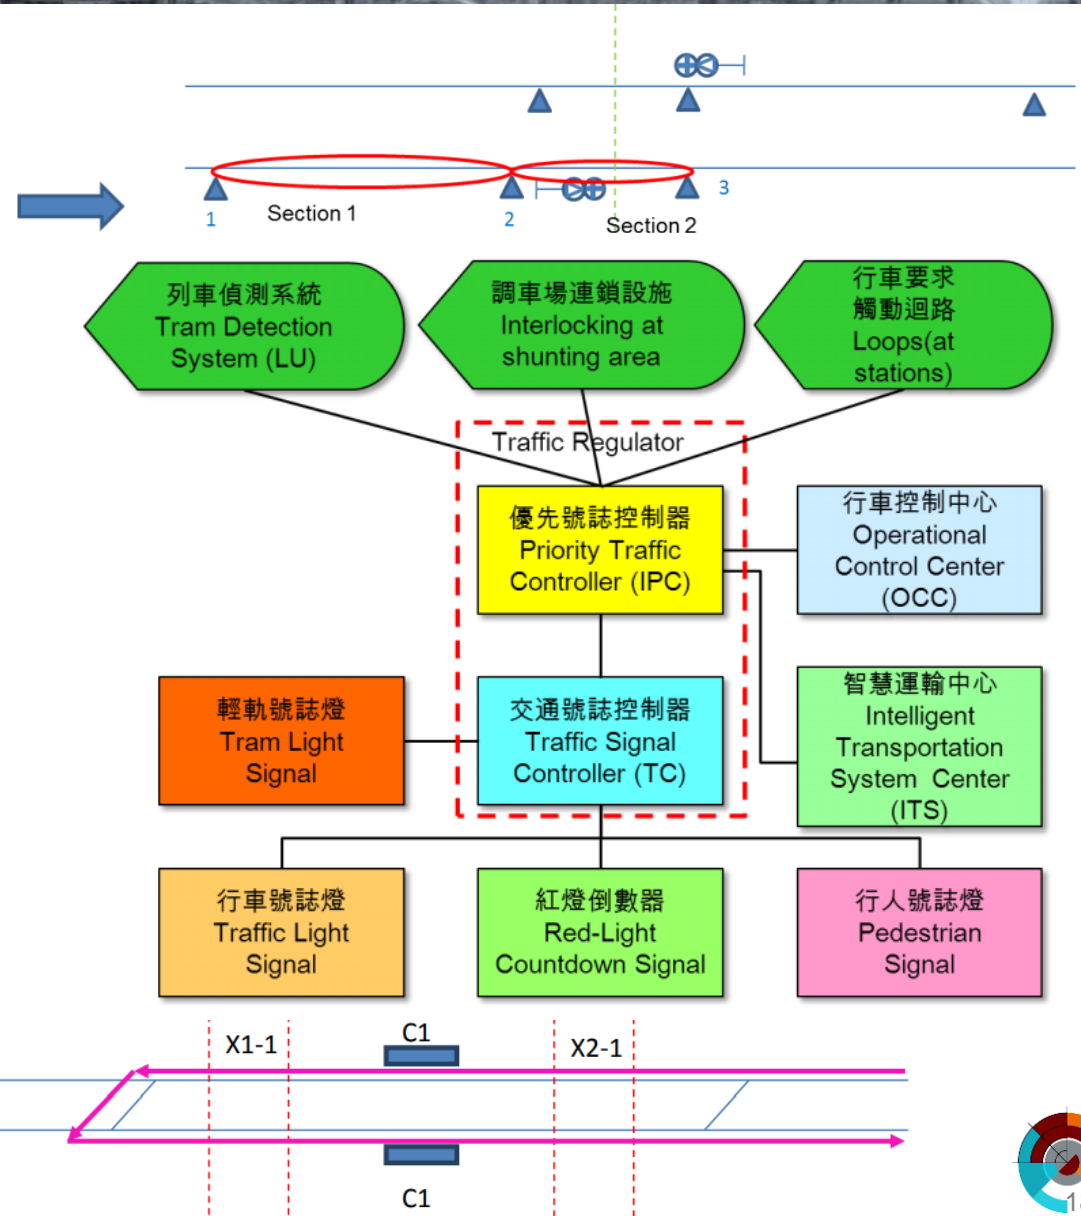 1
Section 1
2
Section 2
3
列車偵測系統
Tram Detection
System (LU)
調車場連鎖設施
Interlocking at
shunting area
行車要求
觸動迴路
Loops(at
stations)
Traffic Regulator
優先號誌控制器
Priority Traffic
Controller (IPC)
行車控制中心
Operational
Control Center
(OCC)
輕軌號誌燈
Tram Light
Signal
交通號誌控制器
Traffic Signal
Controller (TC)
智慧運輸中心
Intelligent
Transportation
System Center
(ITS)
行車號誌燈
Traffic Light
Signal
紅燈倒數器
Red-Light
Countdown Signal
行人號誌燈
Pedestrian
Signal
X1-1
C1
X2-1
C1